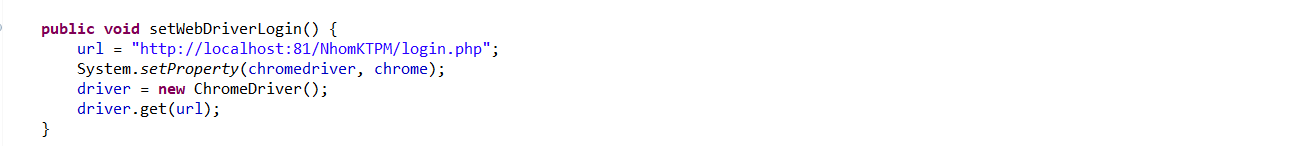 public void setWebDriverLogin() {
    url = "http://localhost:81/NhomKTPM/login.php";
    System.setProperty(chromedriver, chrome);
    driver = new ChromeDriver();
    driver.get(url);
}